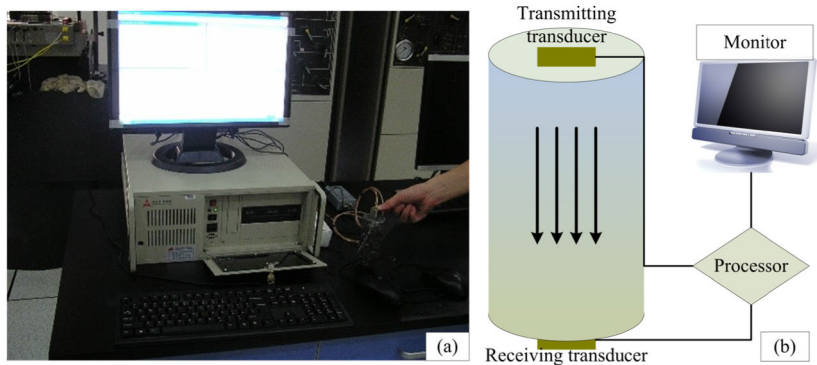 (a)
Transmitting
transducer
Monitor
Processor
Receiving transducer
(b)